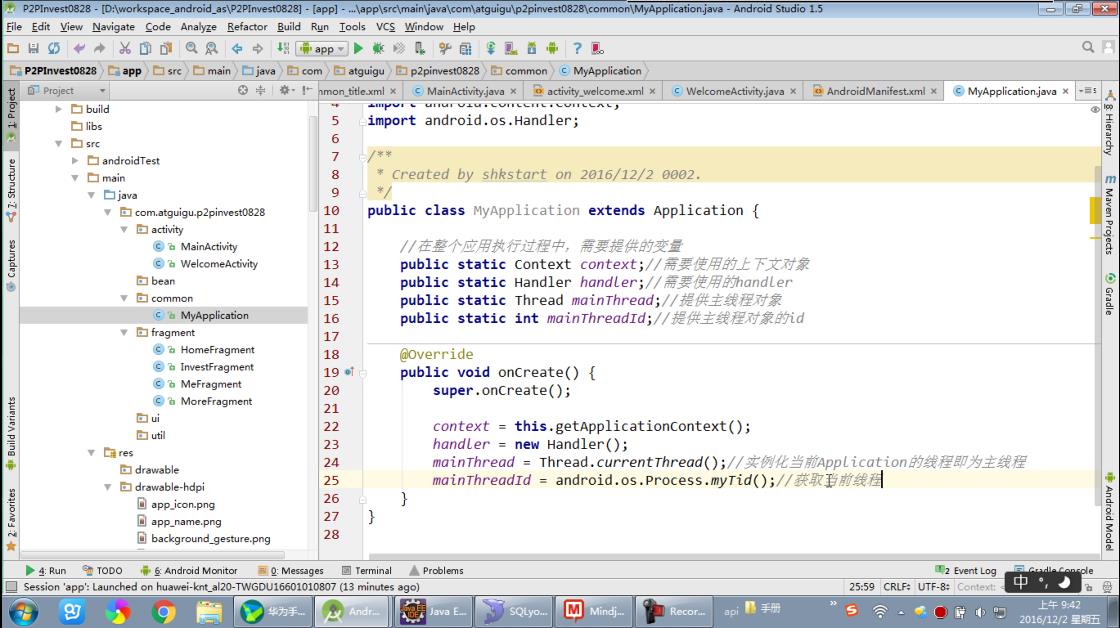 P2PInvest0828 - [D:\workspace_android_as\P2PInvest0828] - [app] - ...\app\src\main\java\com\atguigu\p2pinvest0828\common\MyApplication.java - Android Studio 1.5
File Edit View Navigate Code Analyze Refactor Build Run Tools VCS Window Help
app
P2PInvest0828 app src main java com atguigu p2pinvest0828 common MyApplication
Project
mmon_title.xml MainActivity.java activity_welcome.xml WelcomeActivity.java AndroidManifest.xml MyApplication.java
1: Project
7: Structure
Captures
Build Variants
2: Favorites
build
libs
src
androidTest
main
java
com.atguigu.p2pinvest0828
activity
MainActivity
WelcomeActivity
bean
common
MyApplication
fragment
HomeFragment
InvestFragment
MeFragment
MoreFragment
ui
util
res
drawable
drawable-hdpi
app_icon.png
app_name.png
background_gesture.png
4 import android.content.Context;
5 import android.os.Handler;
6
7 /**
8 * Created by shkstart on 2016/12/2 0002.
9 */
10 public class MyApplication extends Application {
11
12 //在整个应用执行过程中，需要提供的变量
13 public static Context context;//需要使用的上下文对象
14 public static Handler handler;//需要使用的handler
15 public static Thread mainThread;//提供主线程对象
16 public static int mainThreadId;//提供主线程对象的id
17
18 @Override
19 public void onCreate() {
20 super.onCreate();
21
22 context = this.getApplicationContext();
23 handler = new Handler();
24 mainThread = Thread.currentThread();//实例化当前Application的线程即为主线程
25 mainThreadId = android.os.Process.myTid();//获取当前线程
26 }
27 }
28
8: Hierarchy
Maven Projects
Gradle
Android Model
4: Run TODO 6: Android Monitor 0: Messages Terminal Problems 2 Event Log Gradle Console
Session 'app': Launched on huawei-knt_al20-TWGDU16601010807 (13 minutes ago) 25:59 CRLF÷ UTF-8÷ Context:
中 °,
华为手... Andr... Java E... SQLyo... Mindj... Recor... api 手册 »
上午 9:42
2016/12/2 星期五